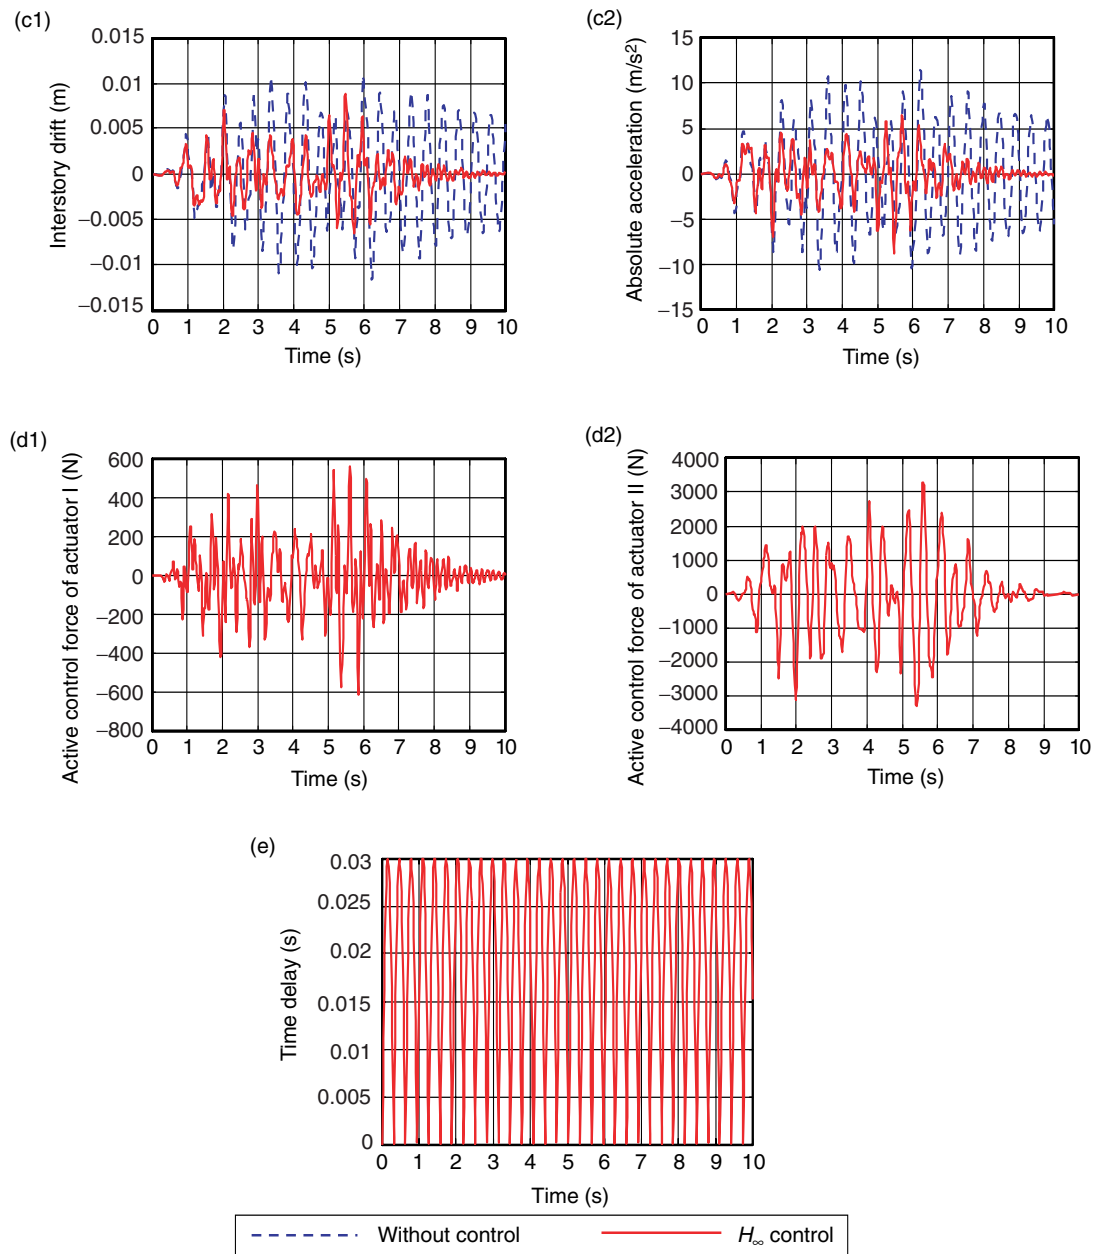 (c1)
0.015
0.01
0.005
0
−0.005
−0.01
−0.015
Interstory drift (m)
0 1 2 3 4 5 6 7 8 9 10
Time (s)
(c2)
15
10
5
0
−5
−10
−15
Absolute acceleration (m/s²)
0 1 2 3 4 5 6 7 8 9 10
Time (s)
(d1)
600
400
200
0
−200
−400
−600
−800
Active control force of actuator I (N)
0 1 2 3 4 5 6 7 8 9 10
Time (s)
(d2)
4000
3000
2000
1000
0
−1000
−2000
−3000
4000
Active control force of actuator II (N)
0 1 2 3 4 5 6 7 8 9 10
Time (s)
(e)
0.03
0.025
0.02
0.015
0.01
0.005
0
Time delay (s)
0 1 2 3 4 5 6 7 8 9 10
Time (s)
Without control
H∞ control